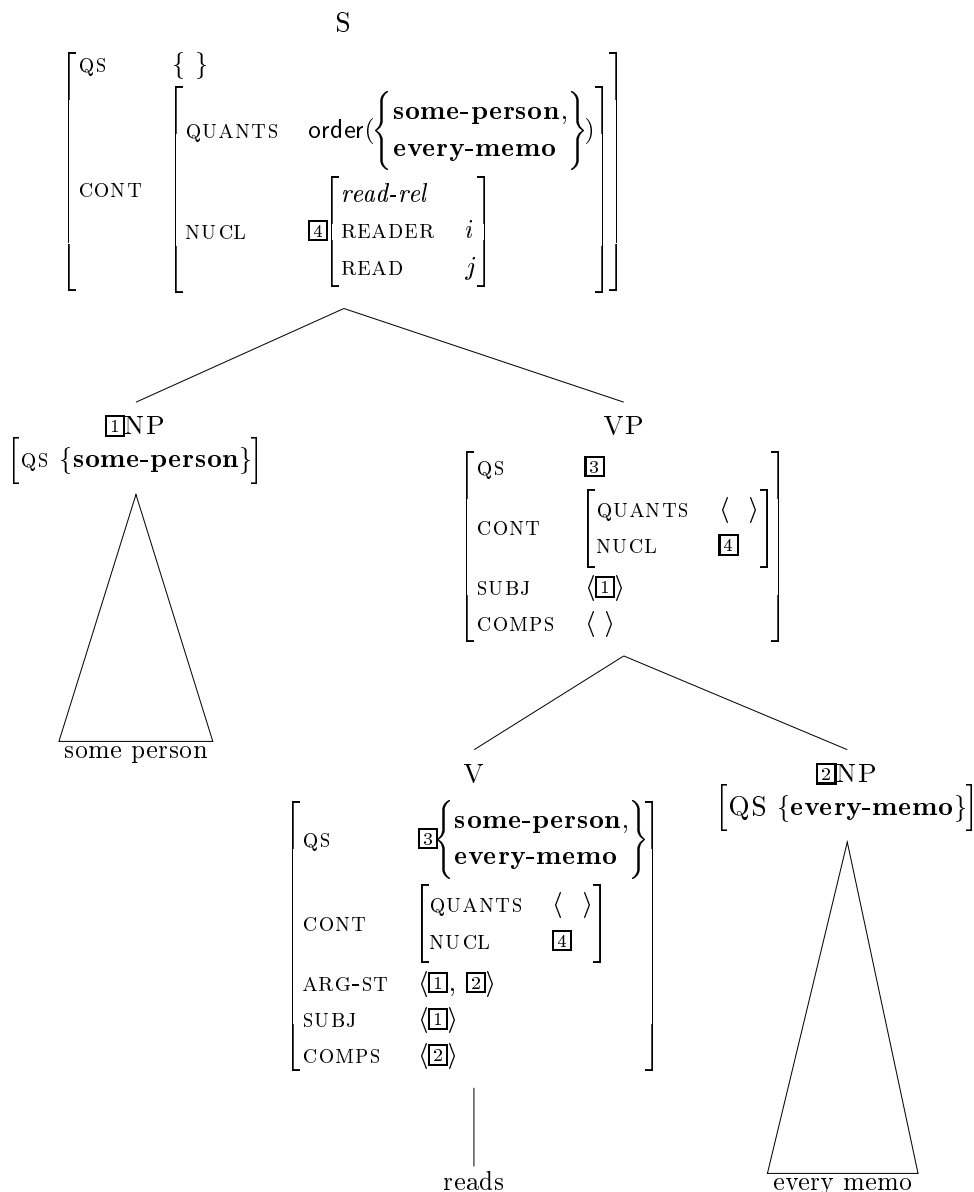 S
QS { }
CONT
QUANTS order({some-person,
every-memo})
NUCL 4
read-rel
READER i
READ j
1NP
[QS {some-person}]
some person
VP
QS 3
CONT
QUANTS ⟨ ⟩
NUCL 4
SUBJ ⟨1⟩
COMPS ⟨ ⟩
V
QS 3{some-person,
every-memo}
CONT
QUANTS ⟨ ⟩
NUCL 4
ARG-ST ⟨1, 2⟩
SUBJ ⟨1⟩
COMPS ⟨2⟩
reads
2NP
[QS {every-memo}]
every memo